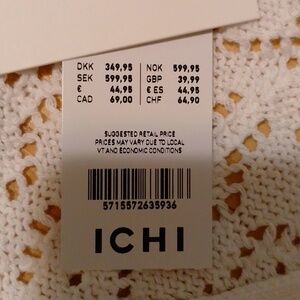 DKK 349,95 NOK 599,95
SEK 599,95 GBP 39,99
€ 44,95 € ES 44,95
CAD 69,00 CHF 64,90
SUGGESTED RETAIL PRICE
PRICES MAY VARY DUE TO LOCAL
VT AND ECONOMIC CONDITIONS
5715572635936
ICHI